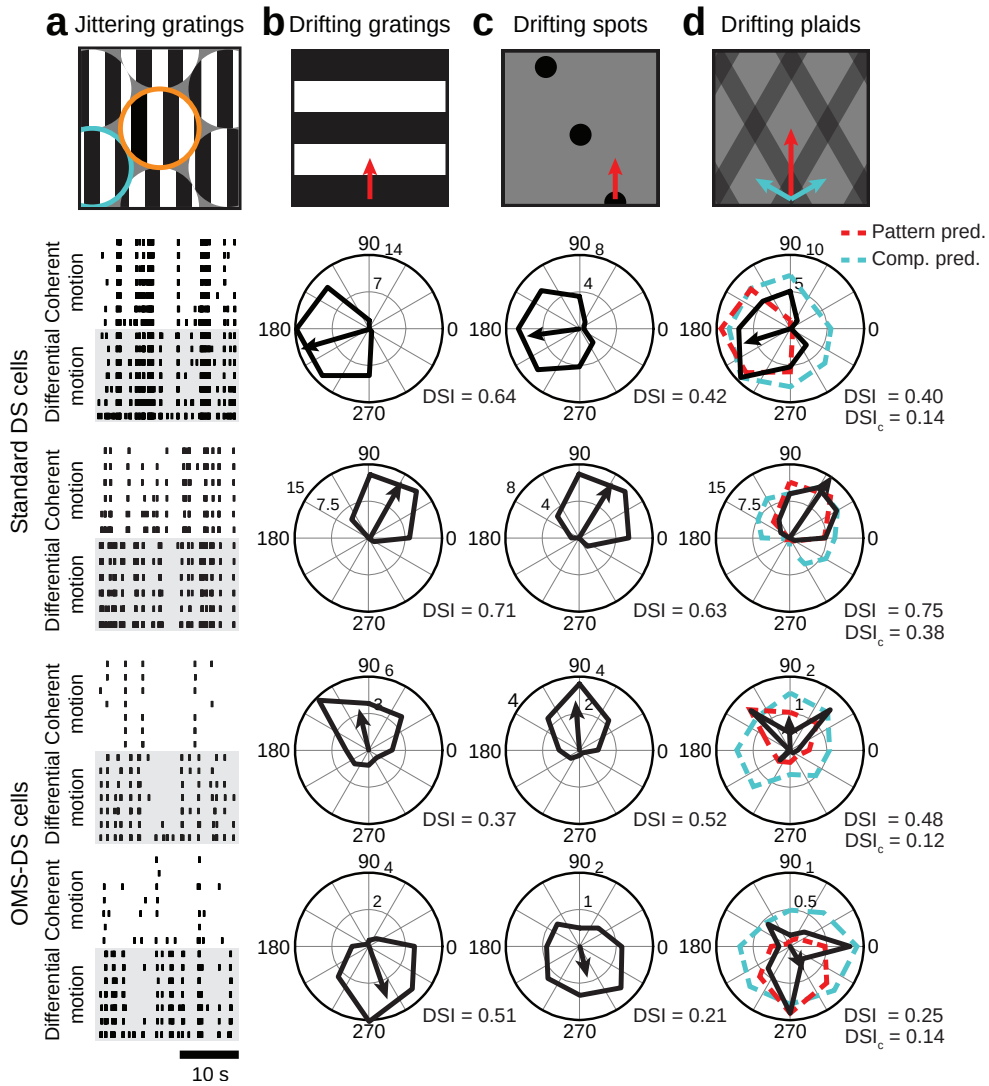 a Jittering gratings
b Drifting gratings
c Drifting spots
d Drifting plaids
Pattern pred.
Comp. pred.
Standard DS cells
Coherent motion
Differential motion
90 14
7
180
0
270
DSI = 0.64
90 8
4
180
0
270
DSI = 0.42
90 10
5
180
0
270
DSI = 0.40
DSIc = 0.14
Coherent motion
Differential motion
90
15
7.5
180
0
270
DSI = 0.71
90
8
4
180
0
270
DSI = 0.63
90
15
7.5
180
0
270
DSI = 0.75
DSIc = 0.38
OMS-DS cells
Coherent motion
Differential motion
90 6
3
180
0
270
DSI = 0.37
90 4
4
2
180
0
270
DSI = 0.52
90 2
1
180
0
270
DSI = 0.48
DSIc = 0.12
Coherent motion
Differential motion
90 4
2
180
0
270
DSI = 0.51
90 2
1
180
0
270
DSI = 0.21
90 1
0.5
180
0
270
DSI = 0.25
DSIc = 0.14
10 s